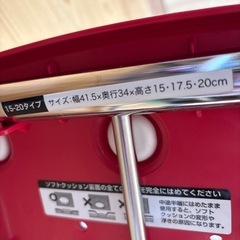 15-20タイプ
サイズ:幅41.5×奥行34×高さ15・17.5・20cm
ソフトクッション裏面の全ての
完全にはめてください
中途半端にはめたまま
使用すると、ソフト
クッションの変形や
浮きの原因になります